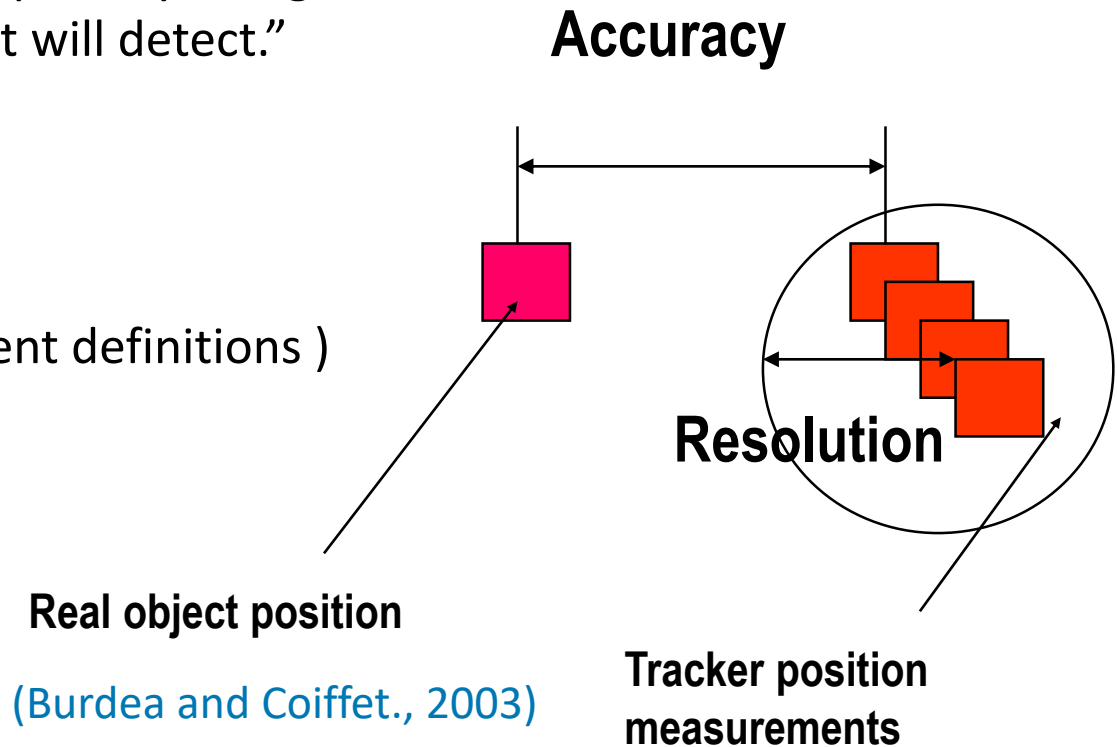 t will detect.”
Accuracy
ent definitions )
Resolution
Real object position
(Burdea and Coiffet., 2003)
Tracker position
measurements